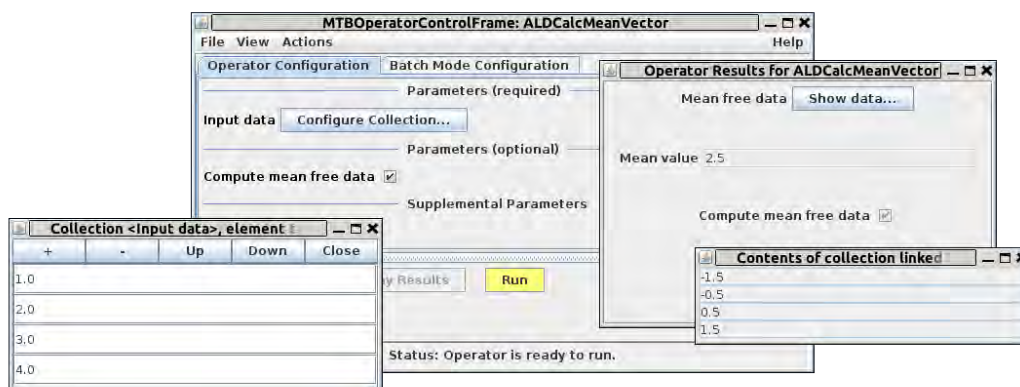 MTBOperatorControlFrame: ALDCalcMeanVector
File View Actions Help
Operator Configuration Batch Mode Configuration
Parameters (required)
Input data Configure Collection...
Parameters (optional)
Compute mean free data
Supplemental Parameters
Results Run
Status: Operator is ready to run.
Operator Results for ALDCalcMeanVector
Mean free data Show data...
Mean value 2.5
Compute mean free data
Collection <Input data>, element
+ - Up Down Close
1.0
2.0
3.0
4.0
Contents of collection linked
-1.5
-0.5
0.5
1.5